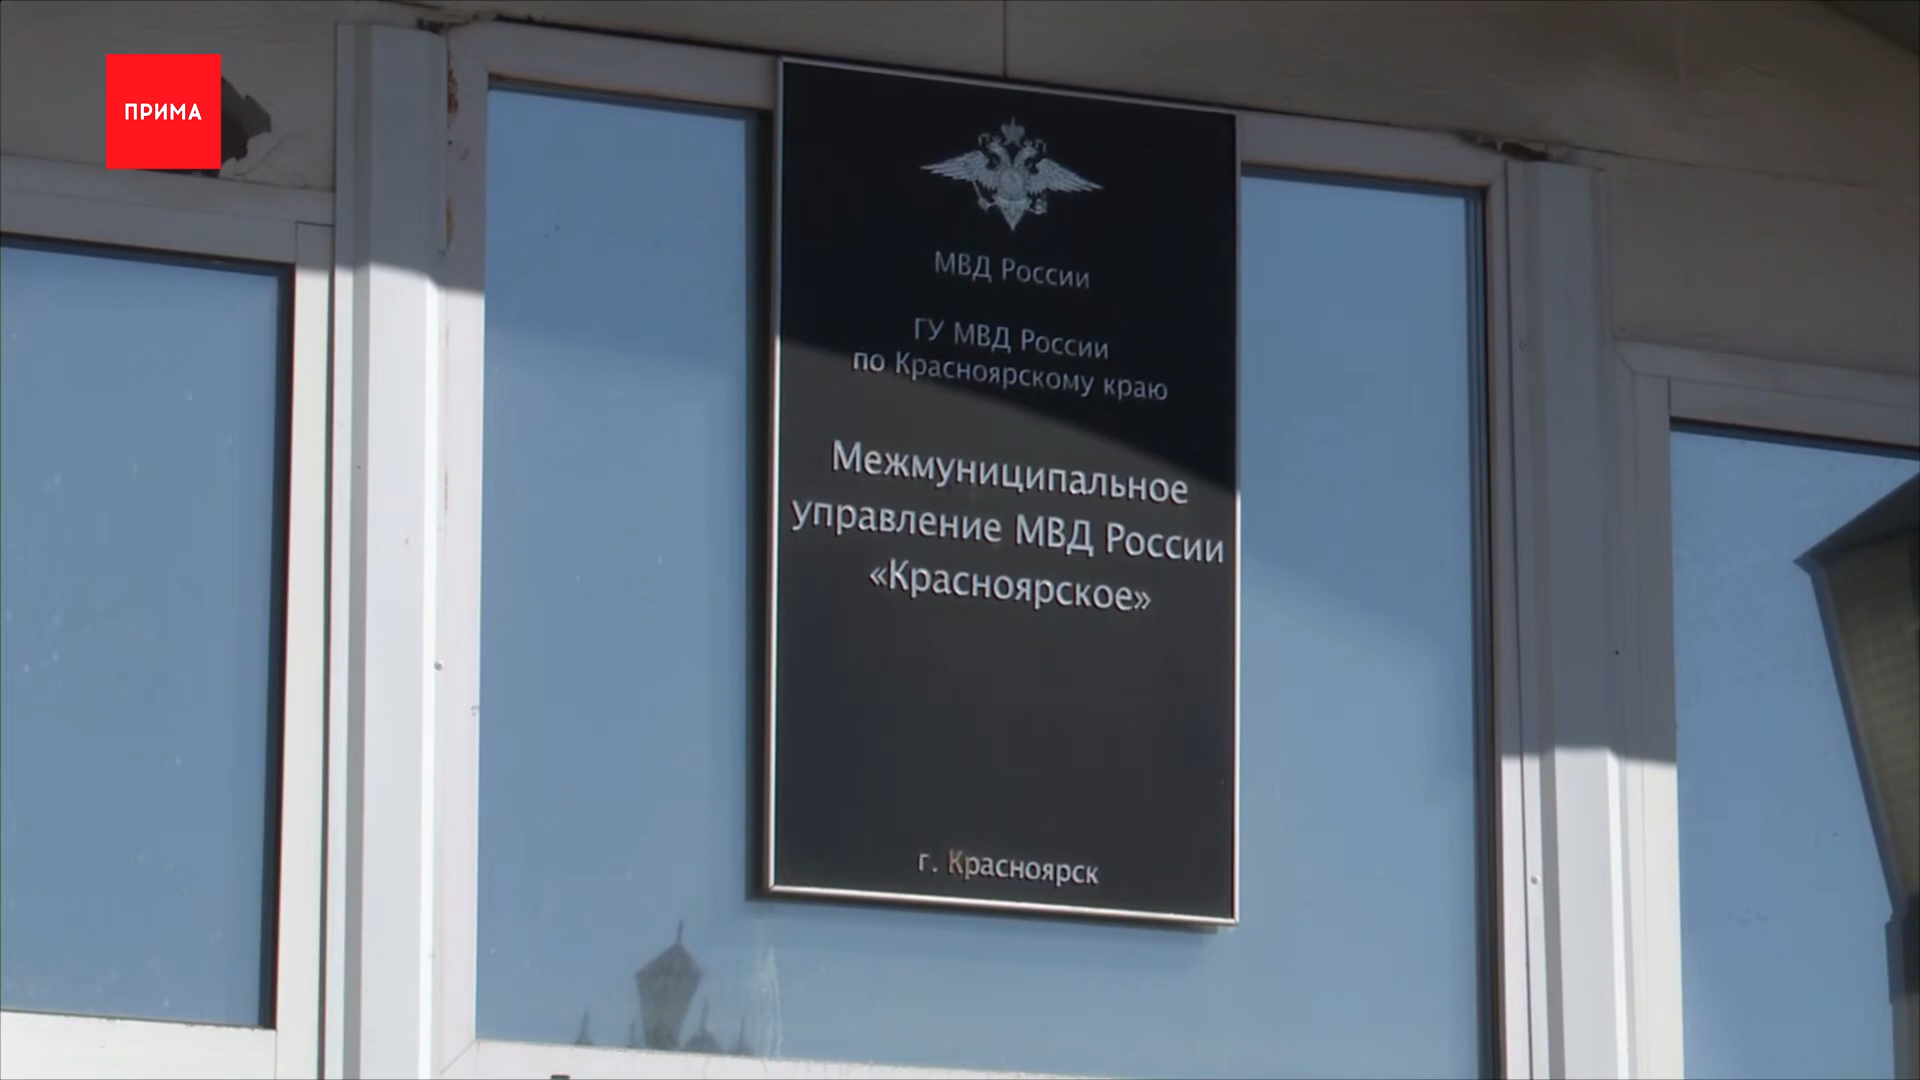 ПРИМА
МВД России
ГУ МВД России
по Красноярскому краю
Межмуниципальное
управление МВД России
«Красноярское»
г. Красноярск